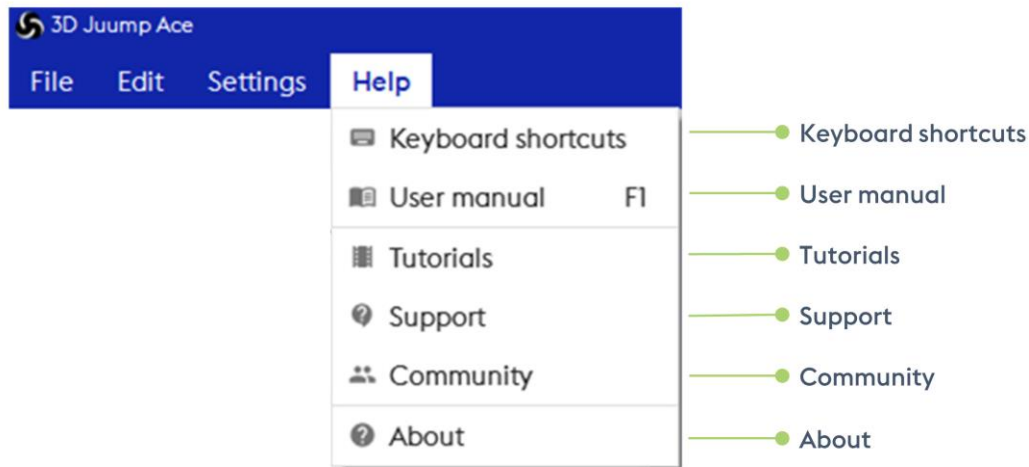 3D Juump Ace
File Edit Settings Help
Keyboard shortcuts Keyboard shortcuts
User manual F1 User manual
Tutorials Tutorials
Support Support
Community Community
About About